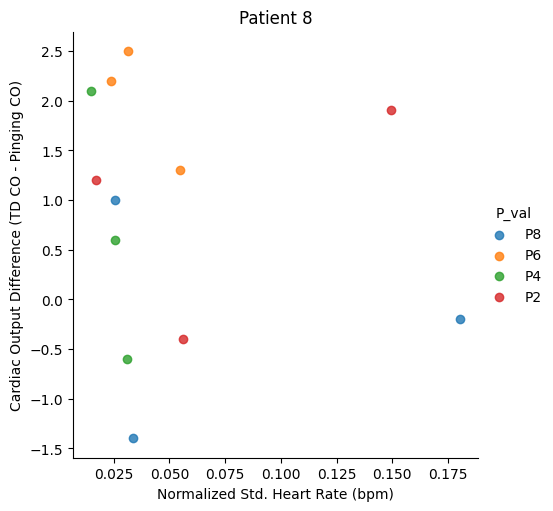 Patient 8
Cardiac Output Difference (TD CO - Pinging CO)
2.5
2.0
1.5
1.0
0.5
0.0
−0.5
−1.0
−1.5
0.025
0.050
0.075
0.100
0.125
0.150
0.175
Normalized Std. Heart Rate (bpm)
P_val
P8
P6
P4
P2